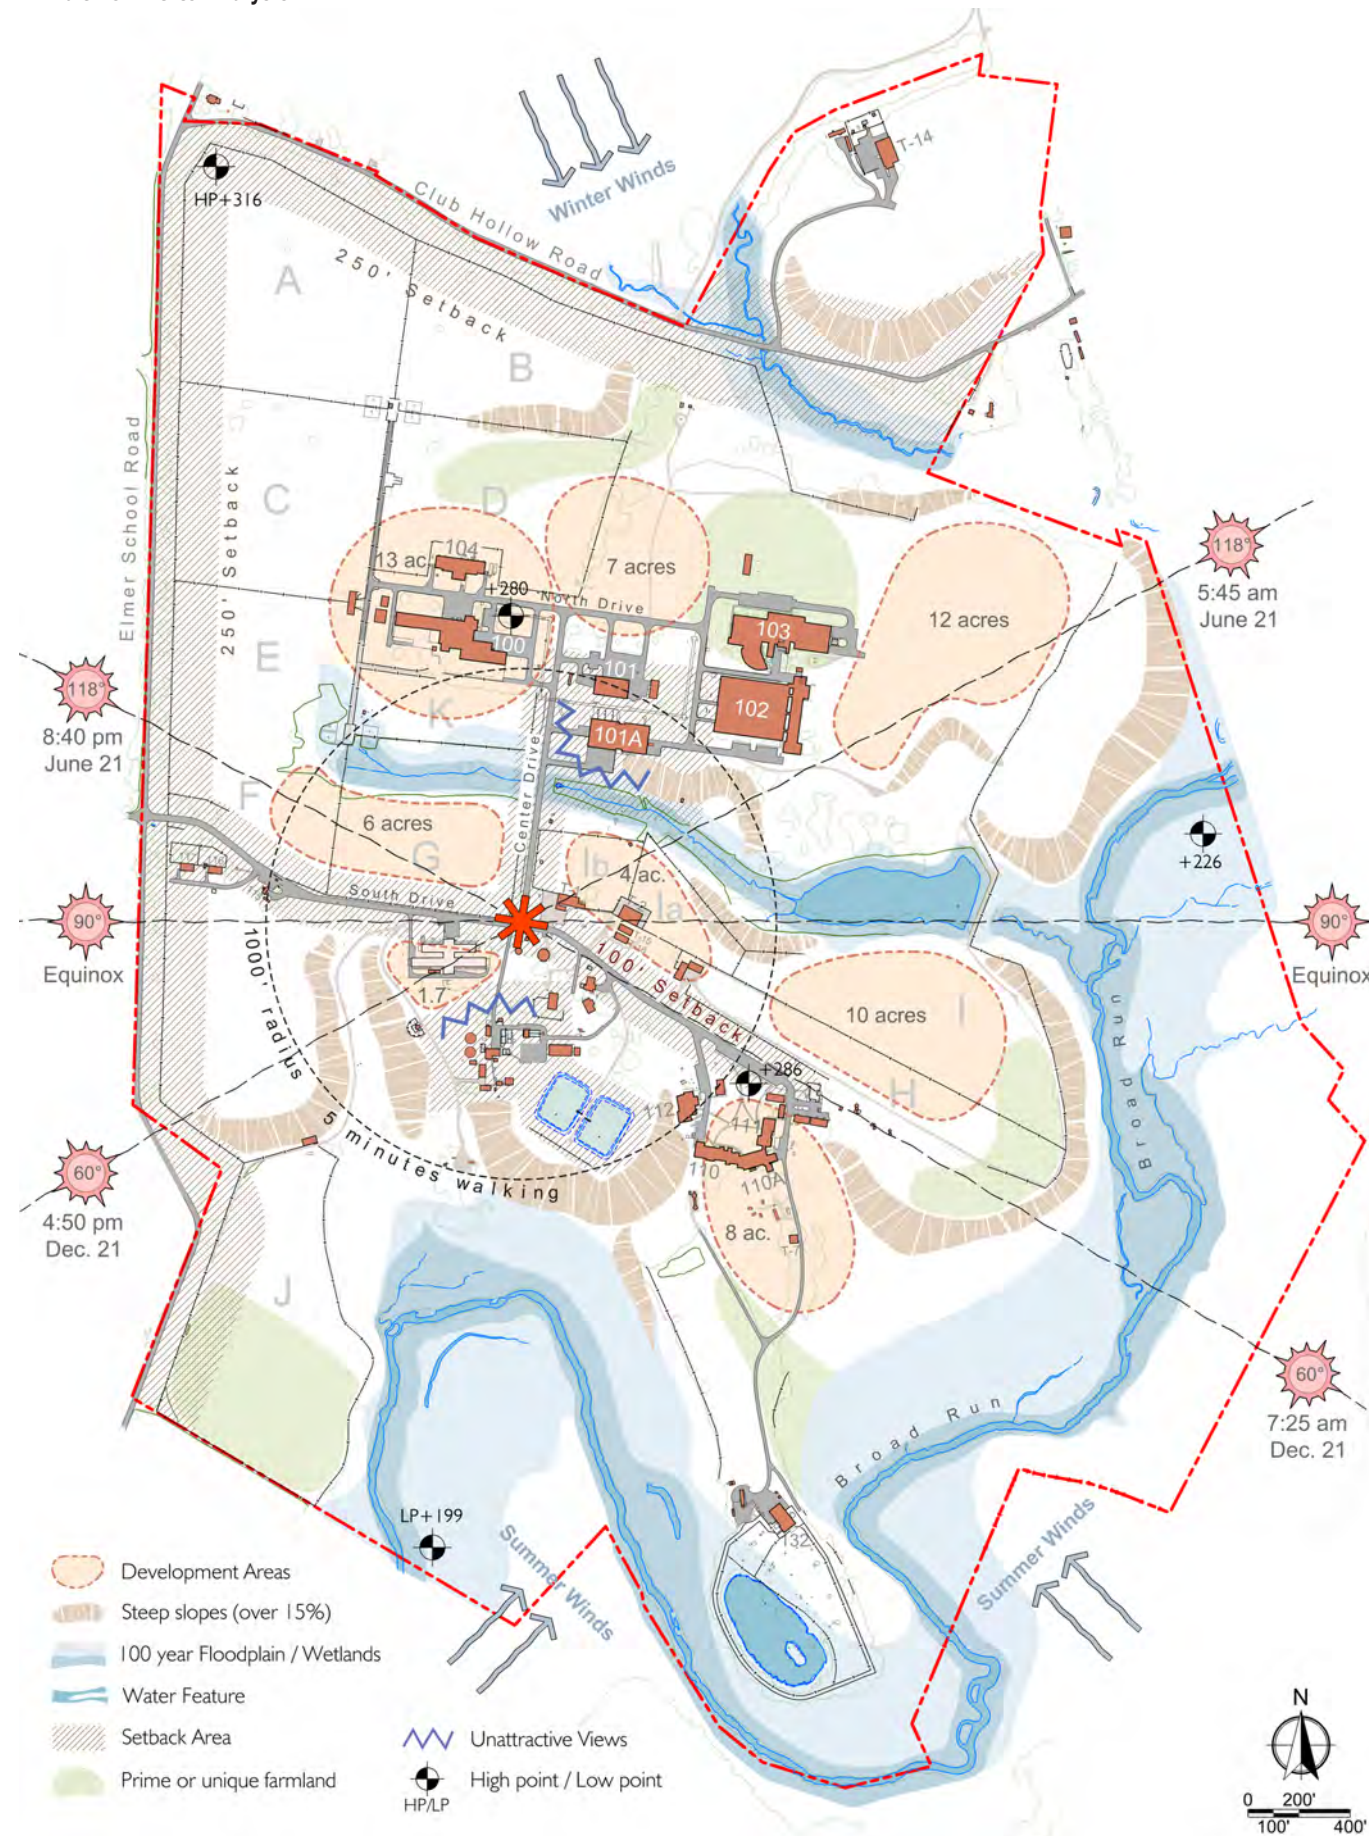 T-14
Winter Winds
HP+316
Club Hollow Road
250' Setback
A
B
Elmer School Road
250' Setback
C
D
13 ac.
104
7 acres
+280
North Drive
118°
5:45 am
June 21
12 acres
103
100
101
E
K
102
101A
118°
8:40 pm
June 21
Center Drive
F
6 acres
G
Ib
4 ac.
Ia
+226
South Drive
90°
Equinox
90°
Equinox
100' Setback
1.7
1000' radius
10 acres
I
Broad Run
+286
H
112
111
110
110A
5 minutes walking
60°
4:50 pm
Dec. 21
8 ac.
T-7
J
60°
7:25 am
Dec. 21
Broad Run
LP+199
132
Summer Winds
Summer Winds
Development Areas
Steep slopes (over 15%)
100 year Floodplain / Wetlands
Water Feature
Setback Area
Prime or unique farmland
Unattractive Views
High point / Low point
HP/LP
N
0 200'
100' 400'